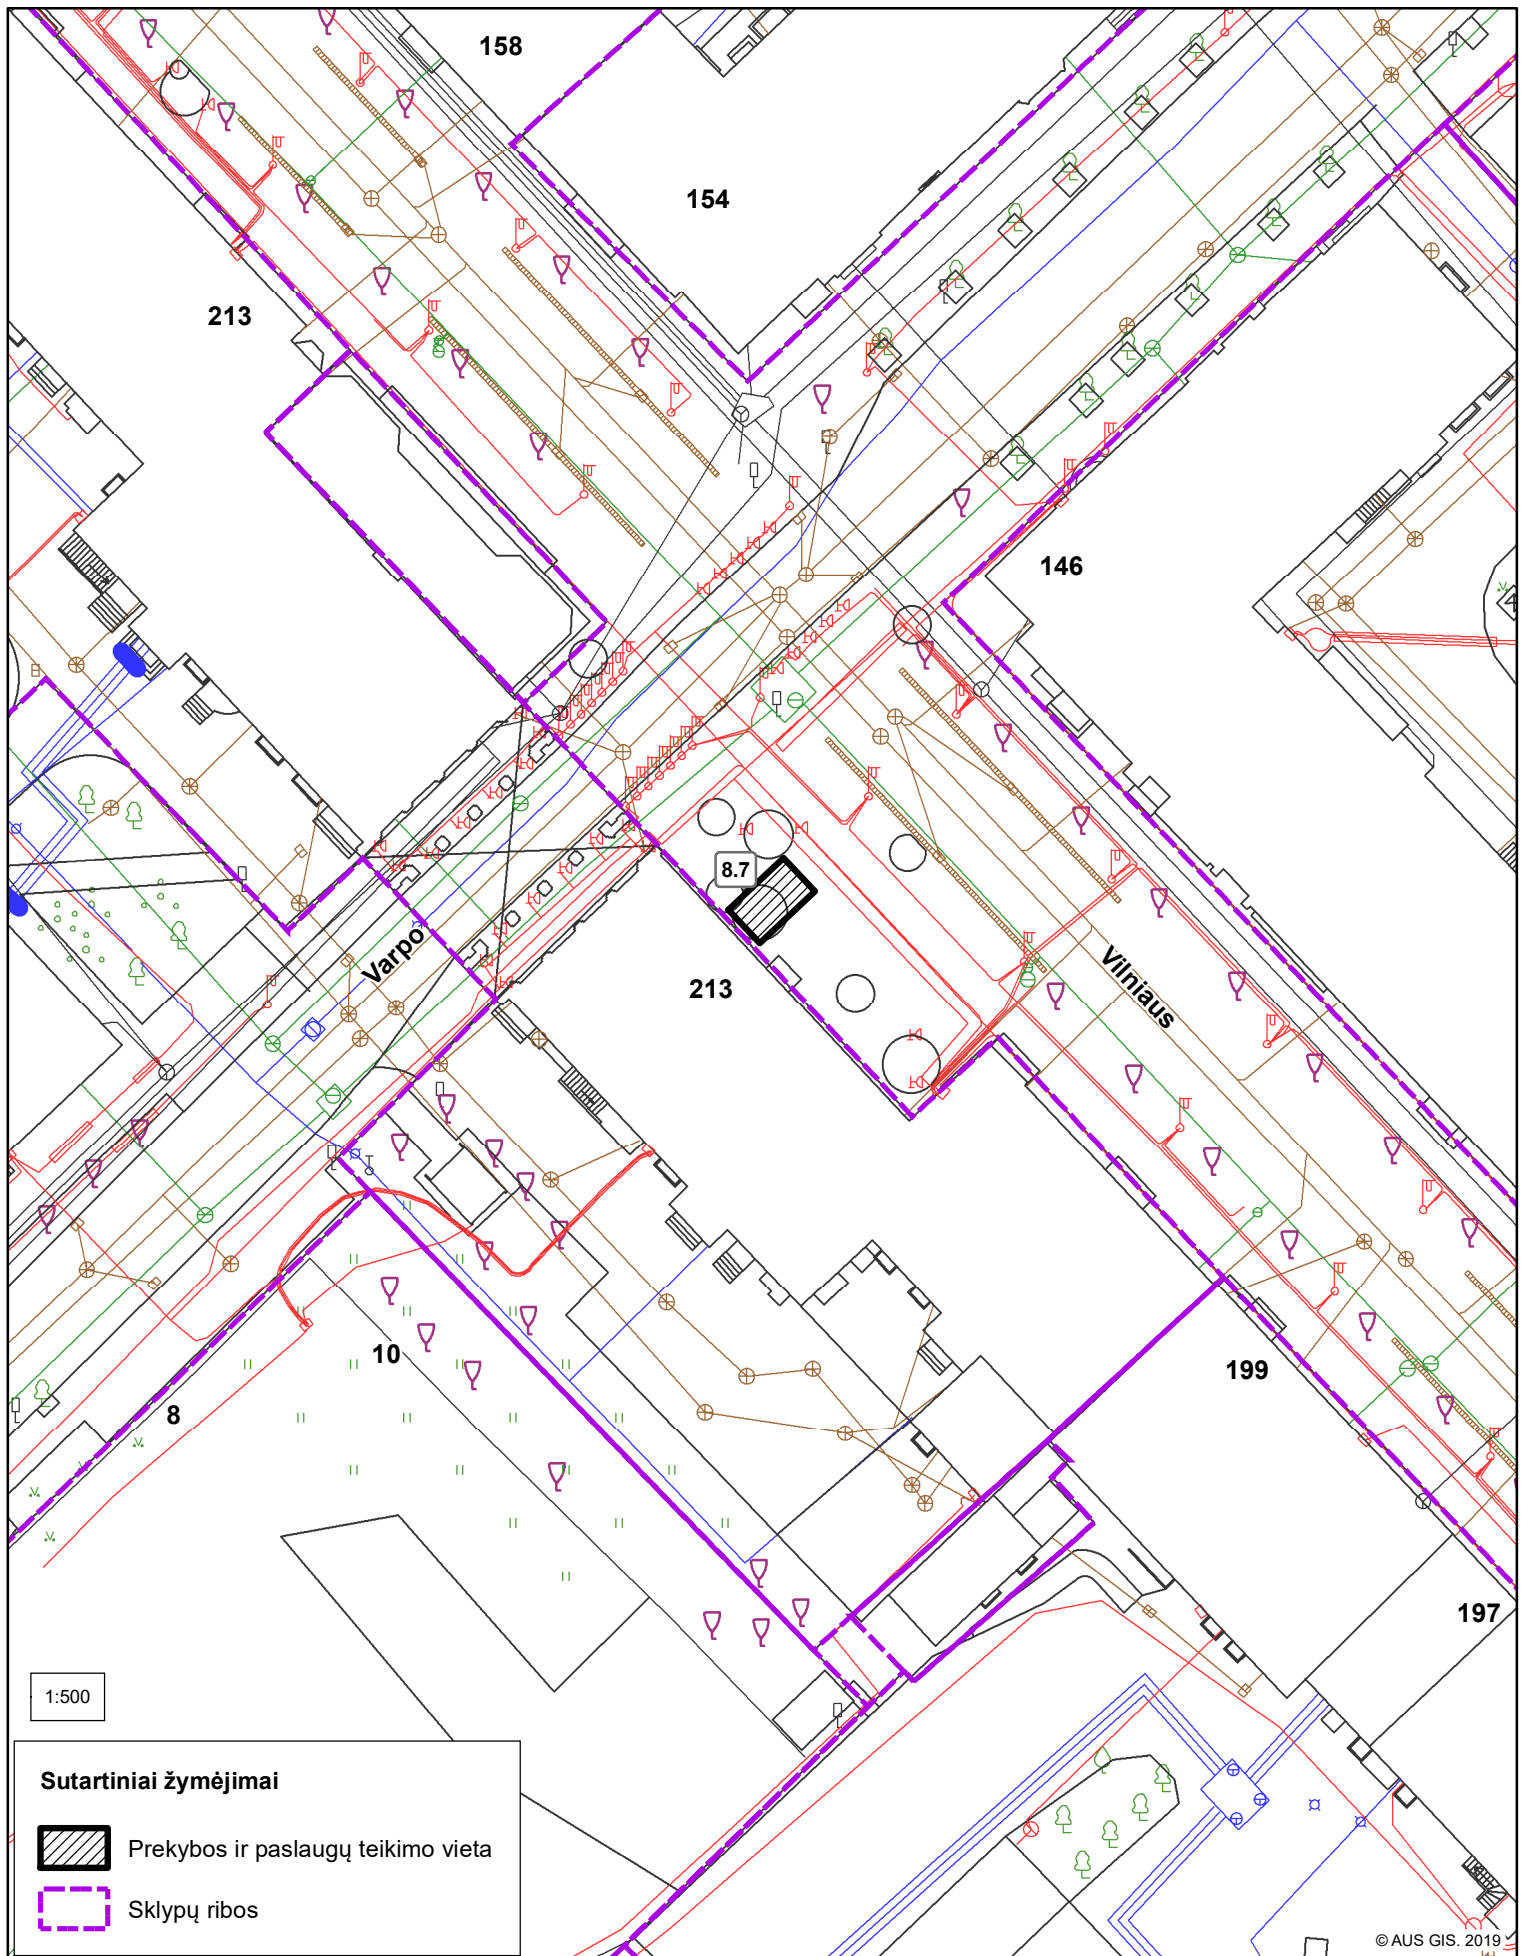 158
154
213
146
8.7
Varpo
213
Vilniaus
10
8
199
197
1:500
Sutartiniai žymėjimai
Prekybos ir paslaugų teikimo vieta
Sklypų ribos
© AUS GIS. 2019